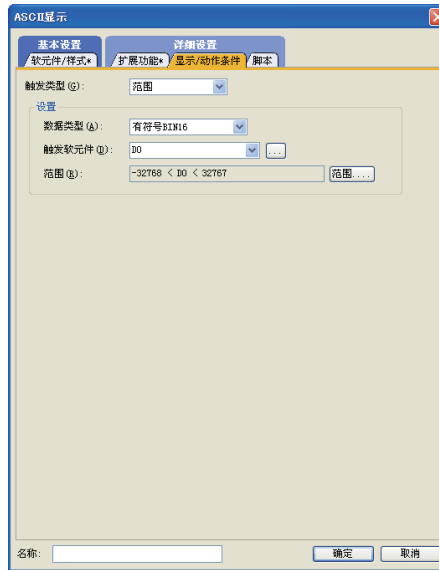 ASCII显示
基本设置 详细设置
软元件/样式* 扩展功能* 显示/动作条件 脚本
触发类型(G): 范围
设置
数据类型(A): 有符号BIN16
触发软元件(D): D0 ...
范围(R): -32768 < D0 < 32767 范围....
名称: 确定 取消